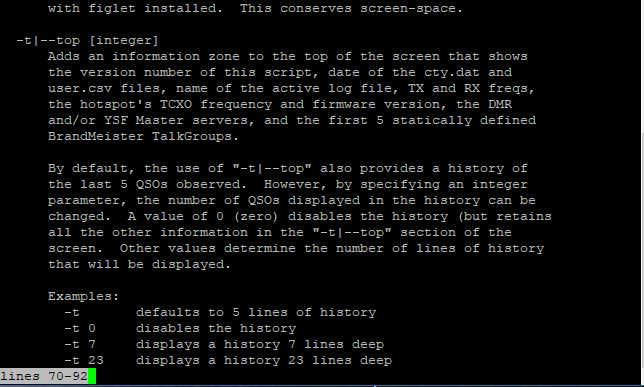 with figlet installed.  This conserves screen-space.
-t|--top [integer]
Adds an information zone to the top of the screen that shows
the version number of this script, date of the cty.dat and
user.csv files, name of the active log file, TX and RX freqs,
the hotspot's TCXO frequency and firmware version, the DMR
and/or YSF Master servers, and the first 5 statically defined
BrandMeister TalkGroups.
By default, the use of "-t|--top" also provides a history of
the last 5 QSOs observed.  However, by specifying an integer
parameter, the number of QSOs displayed in the history can be
changed.  A value of 0 (zero) disables the history (but retains
all the other information in the "-t|--top" section of the
screen.  Other values determine the number of lines of history
that will be displayed.
Examples:
-t       defaults to 5 lines of history
-t 0     disables the history
-t 7     displays a history 7 lines deep
-t 23    displays a history 23 lines deep
lines 70-92